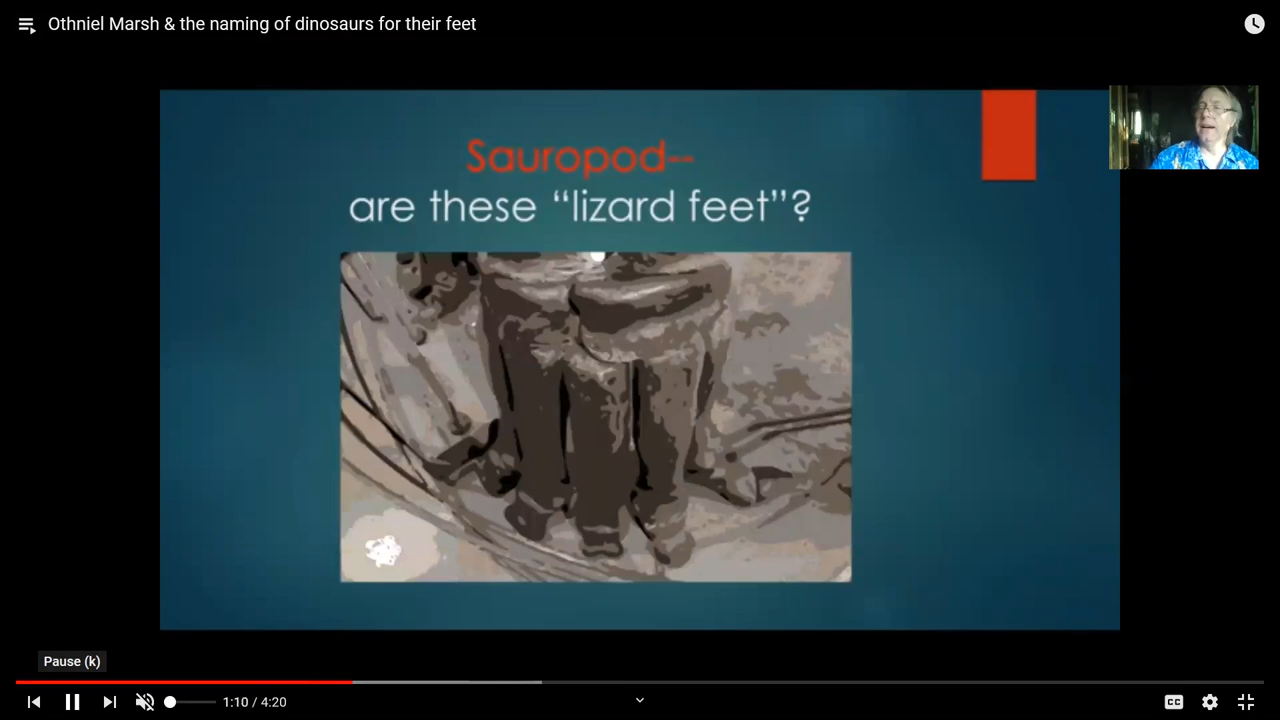 Othniel Marsh & the naming of dinosaurs for their feet
Sauropod--
are these “lizard feet”?
Pause (k)
1:10 / 4:20
CC